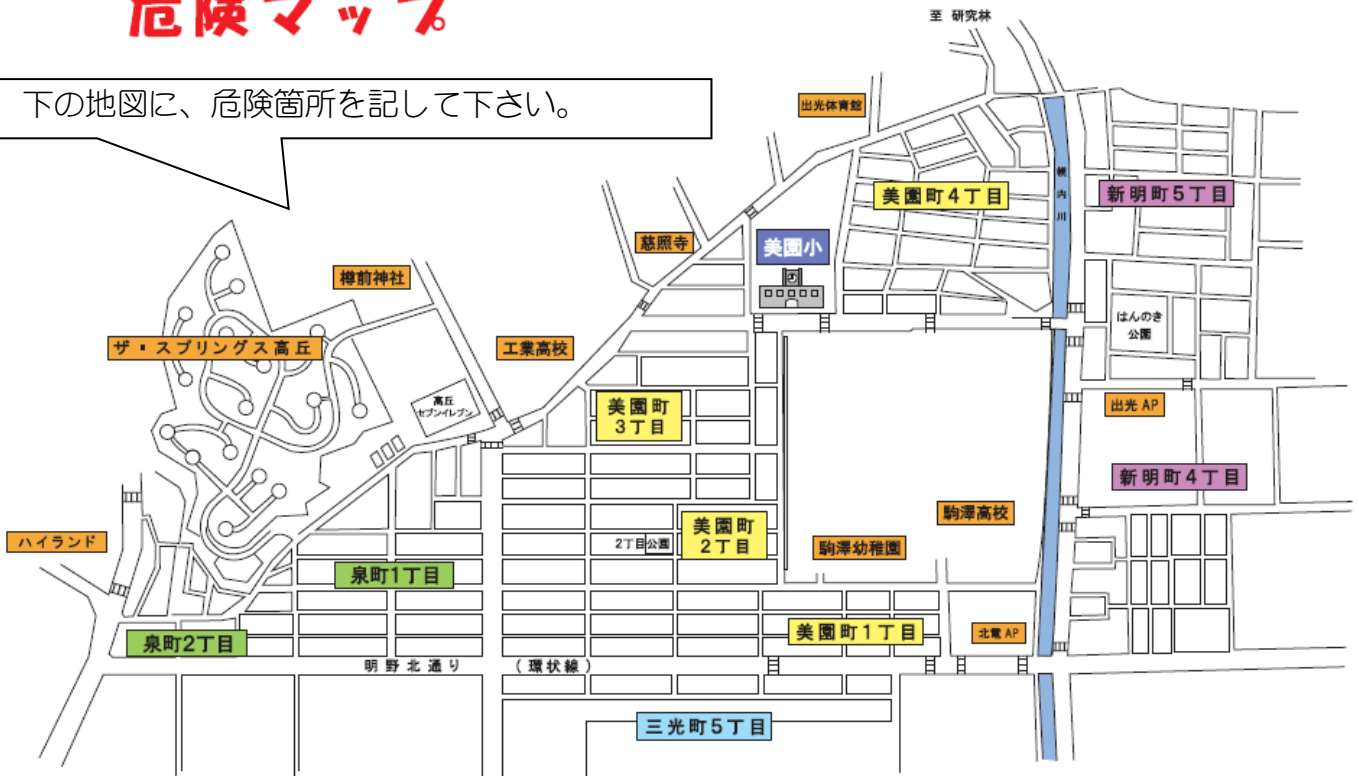 危険マップ
至 研究林
下の地図に、危険箇所を記して下さい。
出光体育館
美園町4丁目
幌内川
新明町5丁目
慈照寺
美園小
樽前神社
はんのき
公園
ザ・スプリングス高丘
工業高校
高丘
セブンイレブン
美園町
3丁目
出光 AP
新明町4丁目
駒澤高校
美園町
2丁目
ハイランド
2丁目公園
駒澤幼稚園
泉町1丁目
美園町1丁目
北電 AP
泉町2丁目
明野北通り (環状線)
三光町5丁目